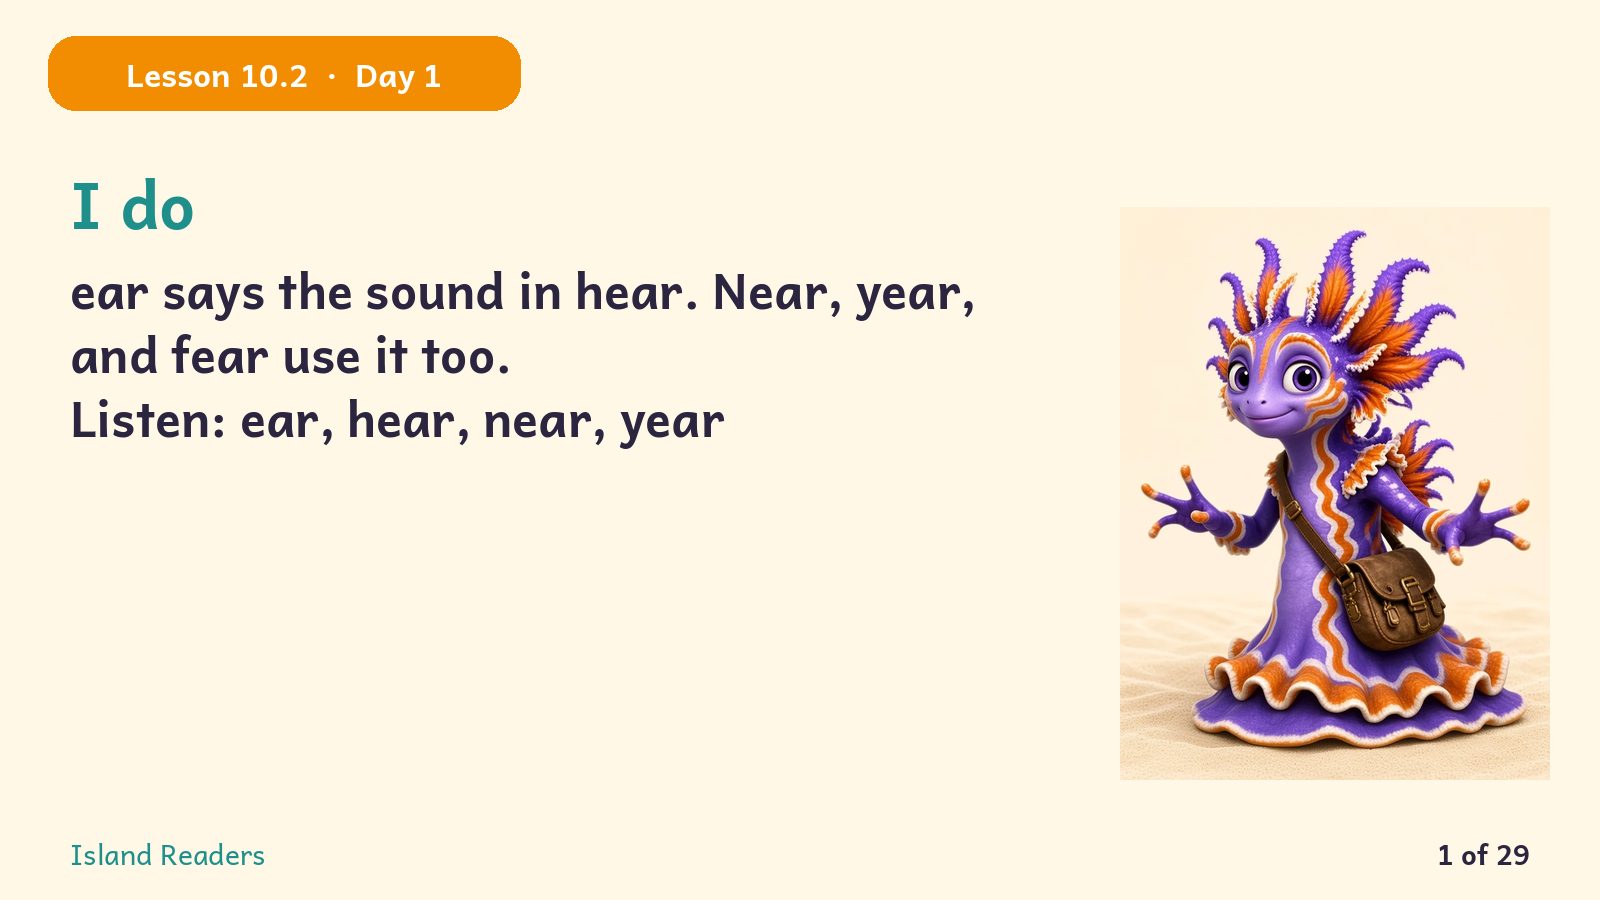 Lesson 10.2 · Day 1
I do
ear says the sound in hear. Near, year,
and fear use it too.
Listen: ear, hear, near, year
Island Readers
1 of 29